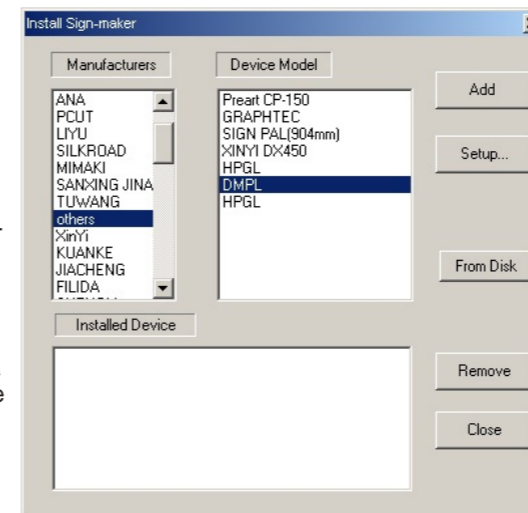 Install Sign-maker
Manufacturers
Device Model
ANA
PCUT
LIYU
SILKROAD
MIMAKI
SANXING JINA
TUWANG
others
XinYi
KUANKE
JIACHENG
FILIDA
Preart CP-150
GRAPHTEC
SIGN PAL(904mm)
XINYI DX450
HPGL
DMPL
HPGL
Add
Setup...
From Disk
Installed Device
Remove
Close